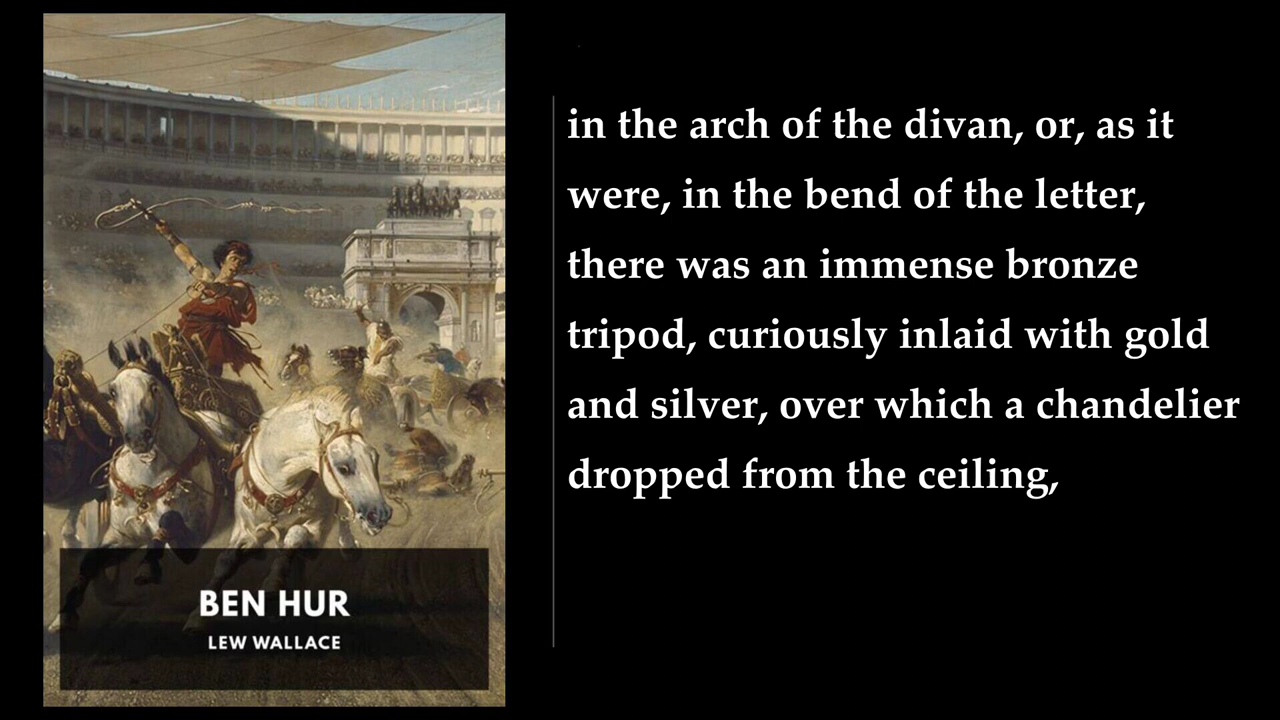 BEN HUR
LEW WALLACE
in the arch of the divan, or, as it
were, in the bend of the letter,
there was an immense bronze
tripod, curiously inlaid with gold
and silver, over which a chandelier
dropped from the ceiling,